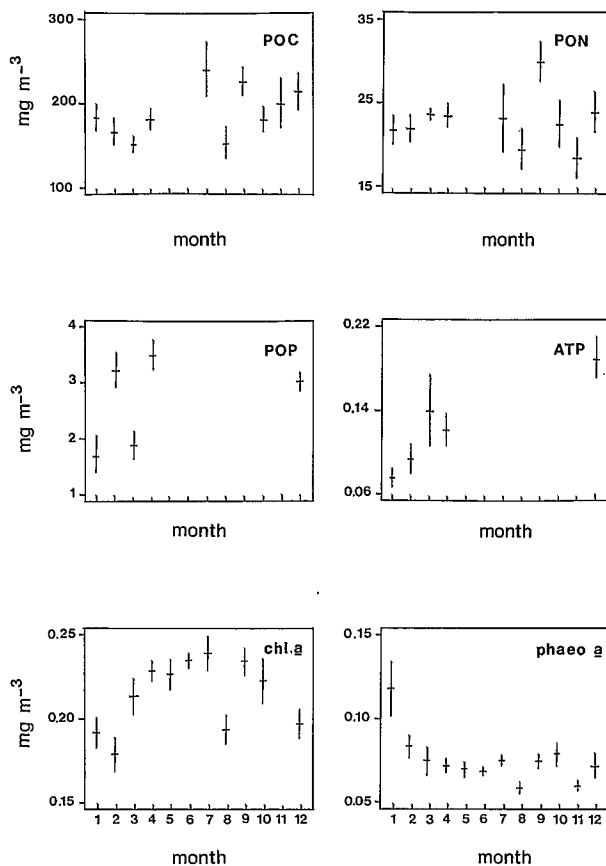 300
POC
mg m-3
200
100
month
35
PON
25
15
month
4
POP
mg m-3
3
2
1
month
0.22
ATP
0.14
0.06
month
0.25
chl.a
mg m-3
0.20
0.15
1 2 3 4 5 6 7 8 9 10 11 12
month
0.15
phaeo a
0.10
0.05
1 2 3 4 5 6 7 8 9 10 11 12
month